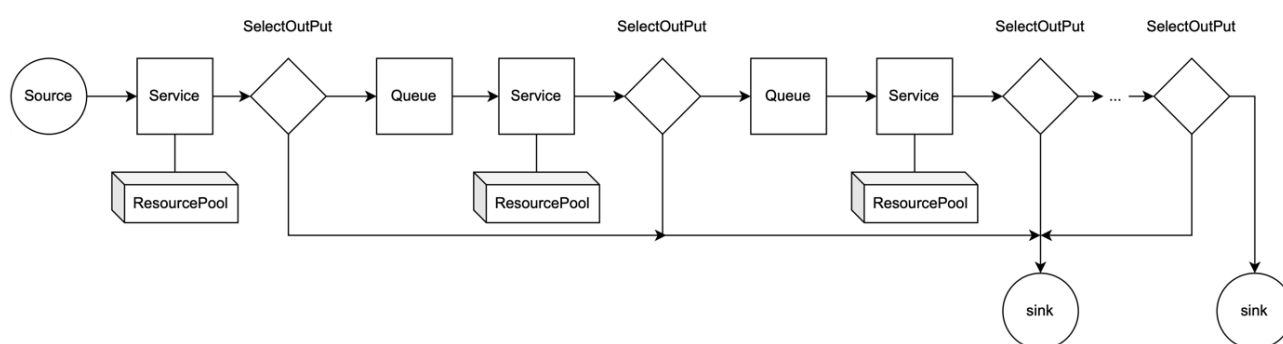 SelectOutPut
SelectOutPut
SelectOutPut
SelectOutPut
Source
Service
Queue
Service
Queue
Service
...
ResourcePool
ResourcePool
ResourcePool
sink
sink